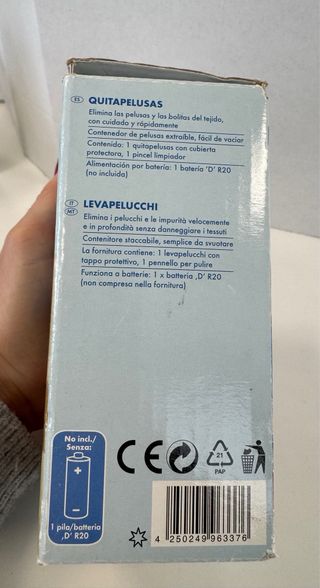 ES QUITAPELUSAS
Elimina las pelusas y las bolitas del tejido,
con cuidado y rápidamente
Contenedor de pelusas extraíble, fácil de vaciar
Contenido: 1 quitapelusas con cubierta
protectora, 1 pincel limpiador
Alimentación por batería: 1 batería 'D' R20
(no incluida)
IT LEVAPELUCCHI
MT Elimina i pelucchi e le impurità velocemente
e in profondità senza danneggiare i tessuti
Contenitore staccabile, semplice da svuotare
La fornitura contiene: 1 levapelucchi con
tappo protettivo, 1 pennello per pulire
Funziona a batterie: 1 x batteria ‚D' R20
(non compresa nella fornitura)
No incl./
Senza:
+
-
1 pila/batteria
‚D' R20
CE
21
PAP
4 250249 963376